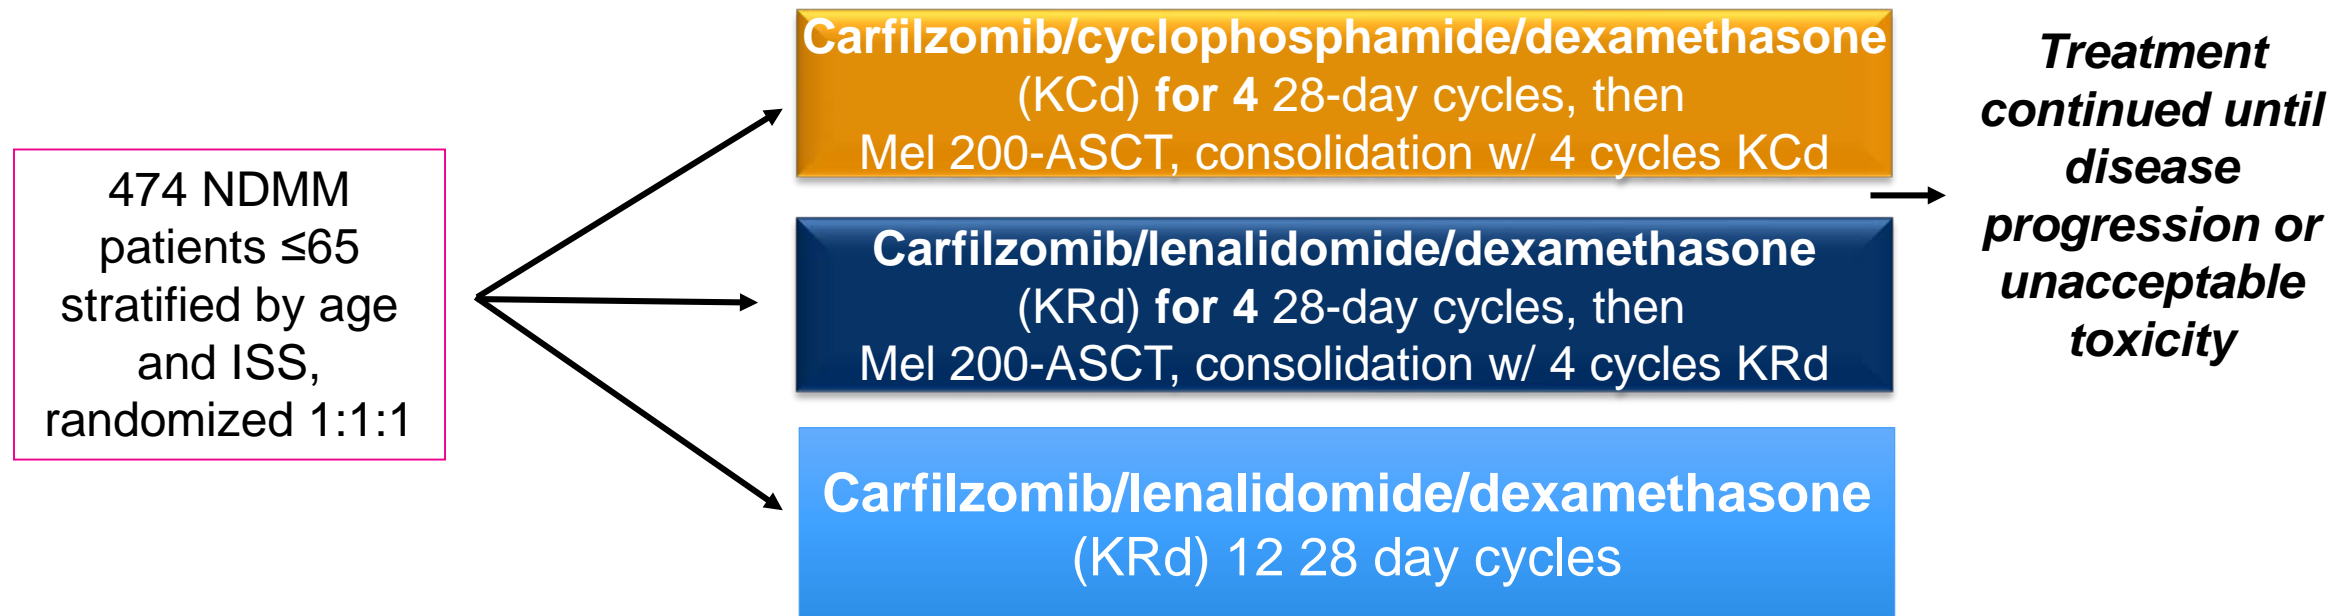 474 NDMM
patients ≤65
stratified by age
and ISS,
randomized 1:1:1
Carfilzomib/cyclophosphamide/dexamethasone
(KCd) for 4 28-day cycles, then
Mel 200-ASCT, consolidation w/ 4 cycles KCd
Carfilzomib/lenalidomide/dexamethasone
(KRd) for 4 28-day cycles, then
Mel 200-ASCT, consolidation w/ 4 cycles KRd
Carfilzomib/lenalidomide/dexamethasone
(KRd) 12 28 day cycles
Treatment
continued until
disease
progression or
unacceptable
toxicity